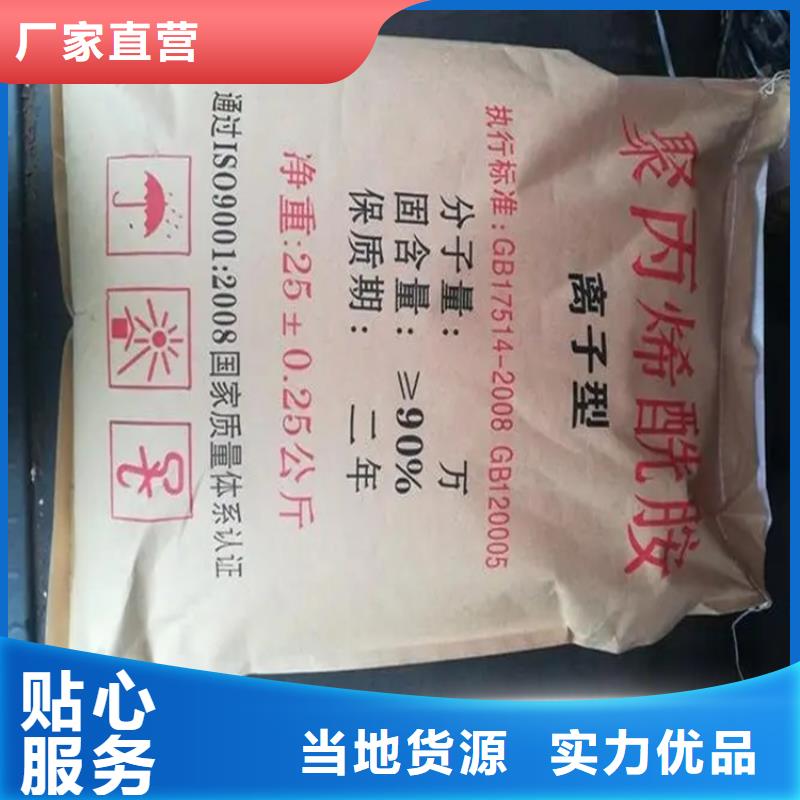 厂家直营
聚丙烯酰胺
离子型
执行标准:GB17514-2008 GB120005
分子量: 万
固含量: ≥90%
保质期: 二年
净重:25±0.25公斤
通过ISO9001:2008国家质量体系认证
贴心
服务
当地货源 实力优品